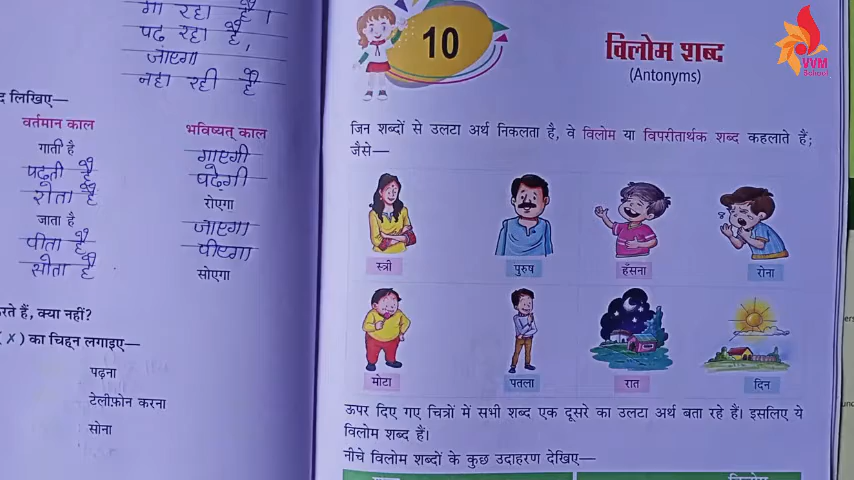 गा रहा है।
पढ़ रहा है,
जाएगा
नहा रही है
द लिखिए—
वर्तमान काल
भविष्यत् काल
गाती है
गाएगी
पढ़ती है
पढ़ेगी
रोता है
रोएगा
जाता है
जाएगा
पीता है
पीएगा
सोता है
सोएगा
रते हैं, क्या नहीं?
( X ) का चिह्न लगाइए—
पढ़ना
टेलीफ़ोन करना
सोना
10
विलोम शब्द
(Antonyms)
VVM
School
जिन शब्दों से उलटा अर्थ निकलता है, वे विलोम या विपरीतार्थक शब्द कहलाते हैं;
जैसे—
स्त्री
पुरुष
हँसना
रोना
मोटा
पतला
रात
दिन
ऊपर दिए गए चित्रों में सभी शब्द एक दूसरे का उलटा अर्थ बता रहे हैं। इसलिए ये
विलोम शब्द हैं।
नीचे विलोम शब्दों के कुछ उदाहरण देखिए—